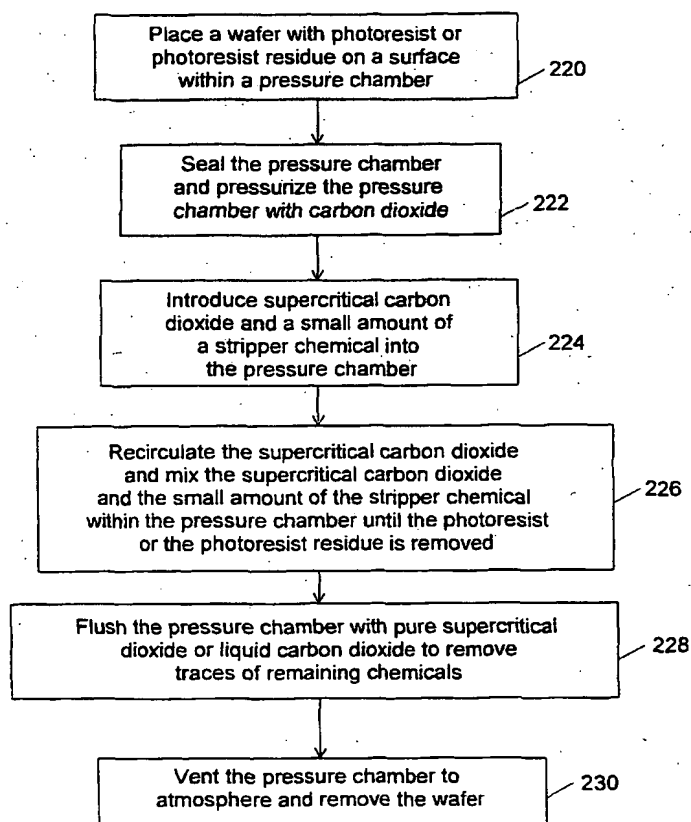 Place a wafer with photoresist or
photoresist residue on a surface
within a pressure chamber
220
Seal the pressure chamber
and pressurize the pressure
chamber with carbon dioxide
222
Introduce supercritical carbon
dioxide and a small amount of
a stripper chemical into
the pressure chamber
224
Recirculate the supercritical carbon dioxide
and mix the supercritical carbon dioxide
and the small amount of the stripper chemical
within the pressure chamber until the photoresist
or the photoresist residue is removed
226
Flush the pressure chamber with pure supercritical
dioxide or liquid carbon dioxide to remove
traces of remaining chemicals
228
Vent the pressure chamber to
atmosphere and remove the wafer
230